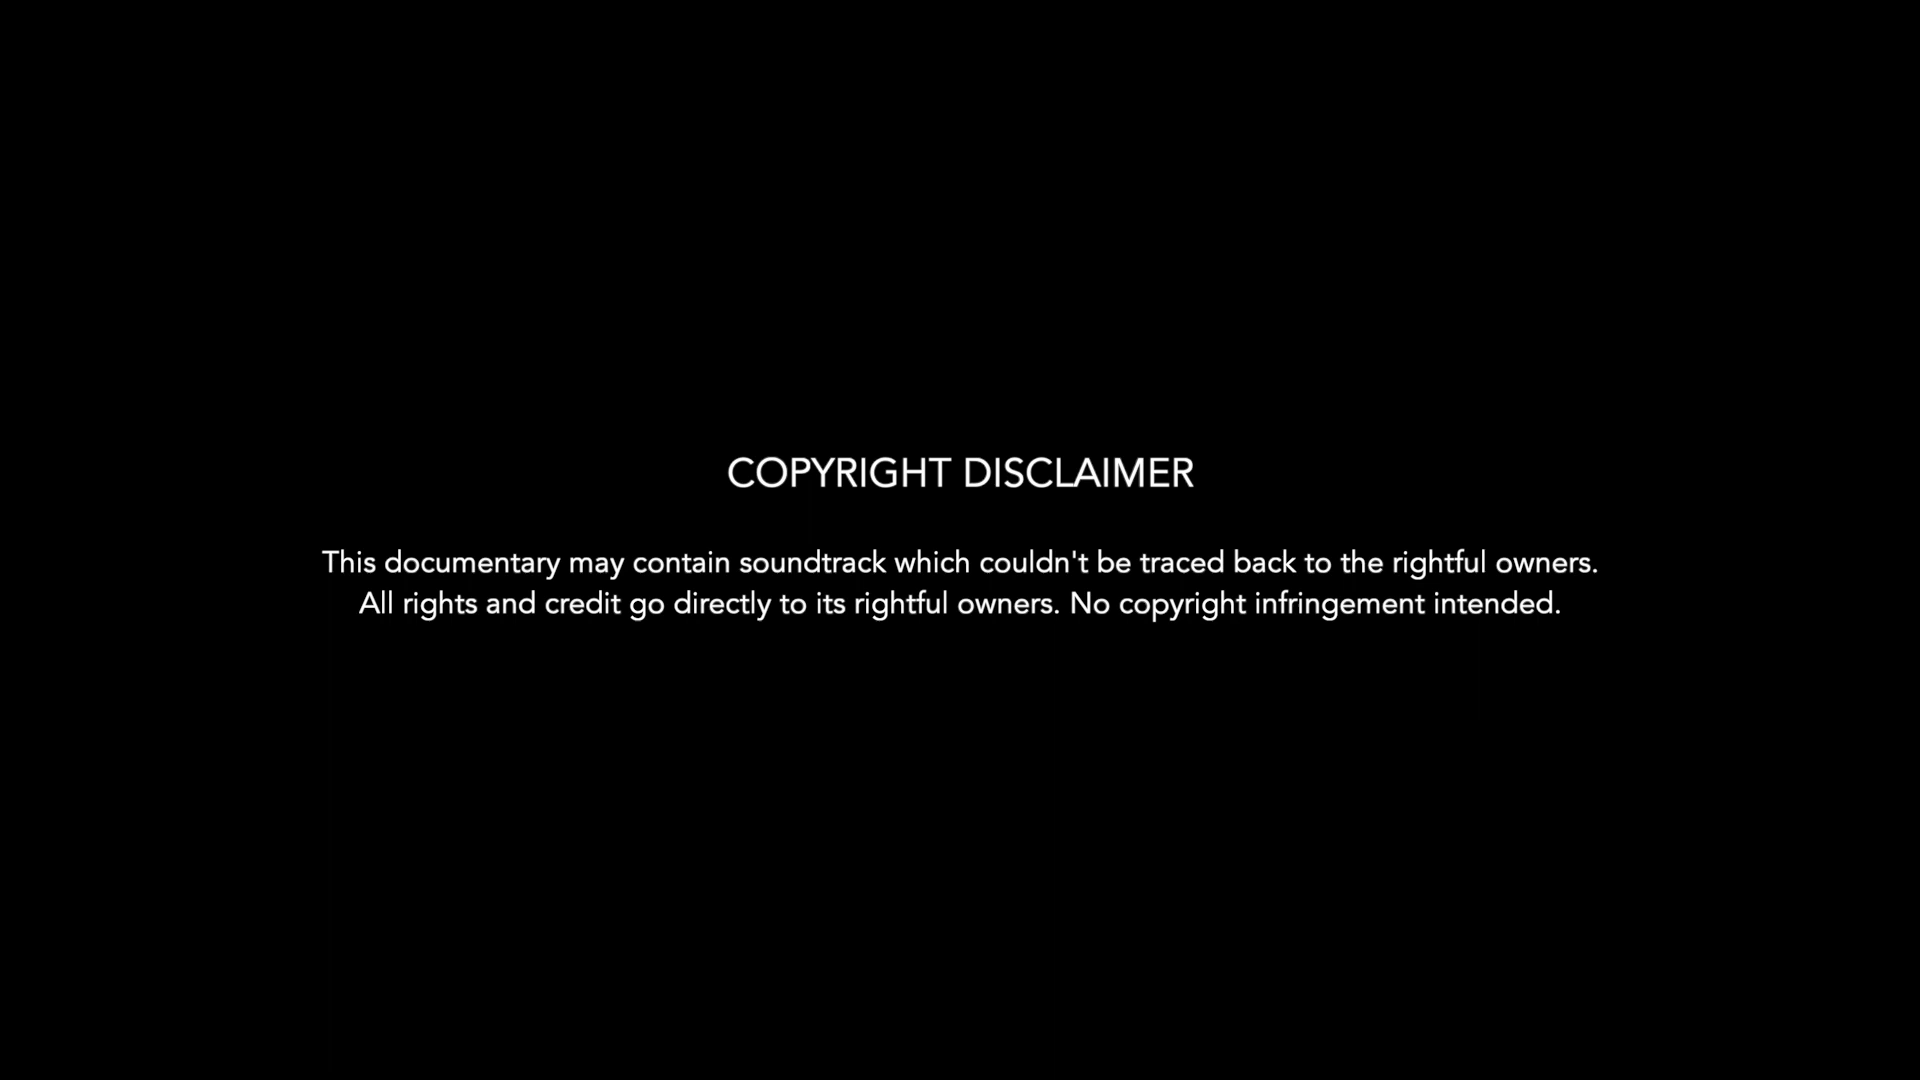 COPYRIGHT DISCLAIMER
This documentary may contain soundtrack which couldn't be traced back to the rightful owners.
All rights and credit go directly to its rightful owners. No copyright infringement intended.